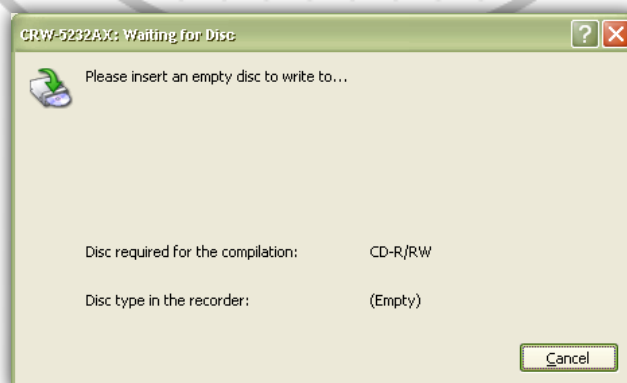 CRW-5232AX: Waiting for Disc
Please insert an empty disc to write to...
Disc required for the compilation: CD-R/RW
Disc type in the recorder: (Empty)
Cancel